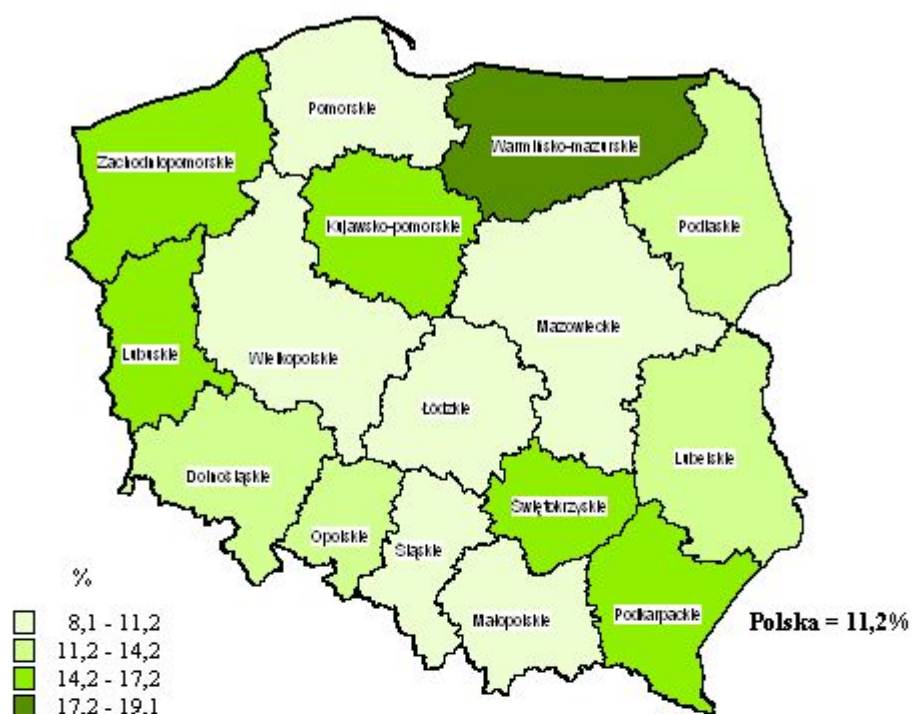 Pomorskie
Warmińsko-mazurskie
Zachodniopomorskie
Kujawsko-pomorskie
Podlaskie
Mazowieckie
Lubuskie
Wielkopolskie
Łódzkie
Lubelskie
Dolnośląskie
Świętokrzyskie
Opolskie
Śląskie
Małopolskie
Podkarpackie
Polska = 11,2%
%
8,1 - 11,2
11,2 - 14,2
14,2 - 17,2
17,2 - 19,1